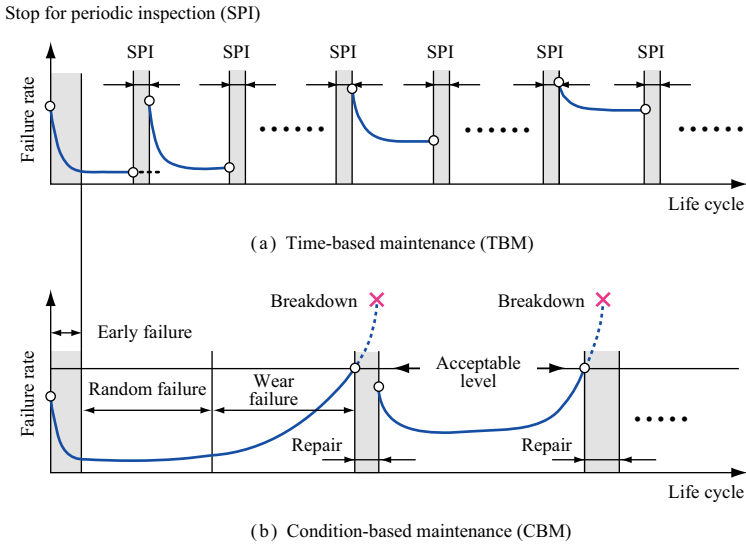 Stop for periodic inspection (SPI)
SPI SPI SPI SPI SPI SPI
Failure rate
Life cycle
(a) Time-based maintenance (TBM)
Breakdown Breakdown
Early failure
Acceptable
level
Random failure
Wear
failure
Failure rate
Repair Repair
Life cycle
(b) Condition-based maintenance (CBM)